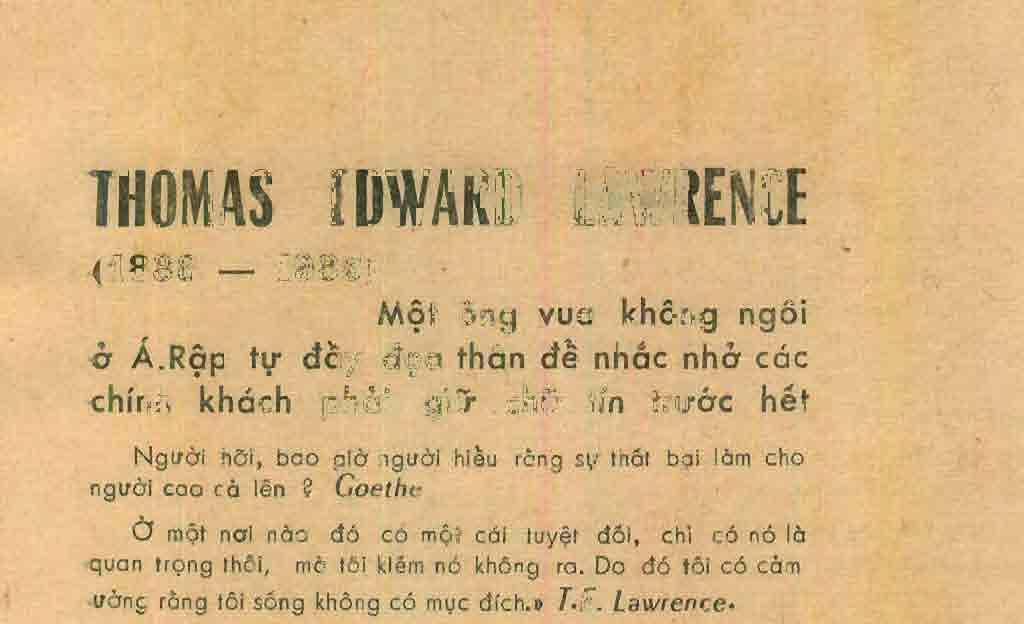 THOMAS EDWARD LAWRENCE
Một ông vua không ngôi
ở Á.Rập tự đầy đọa thân để nhắc nhở các
chính khách phải giữ chữ tín trước hết
Người hỡi, bao giờ người hiểu rằng sự thất bại làm cho
người cao cả lên ? Goethe
Ở một nơi nào đó có một cái tuyệt đối, chỉ có nó là
quan trọng thôi, mà tôi kiếm nó không ra. Do đó tôi có cảm
tưởng rằng tôi sống không có mục đích.» T.E. Lawrence.